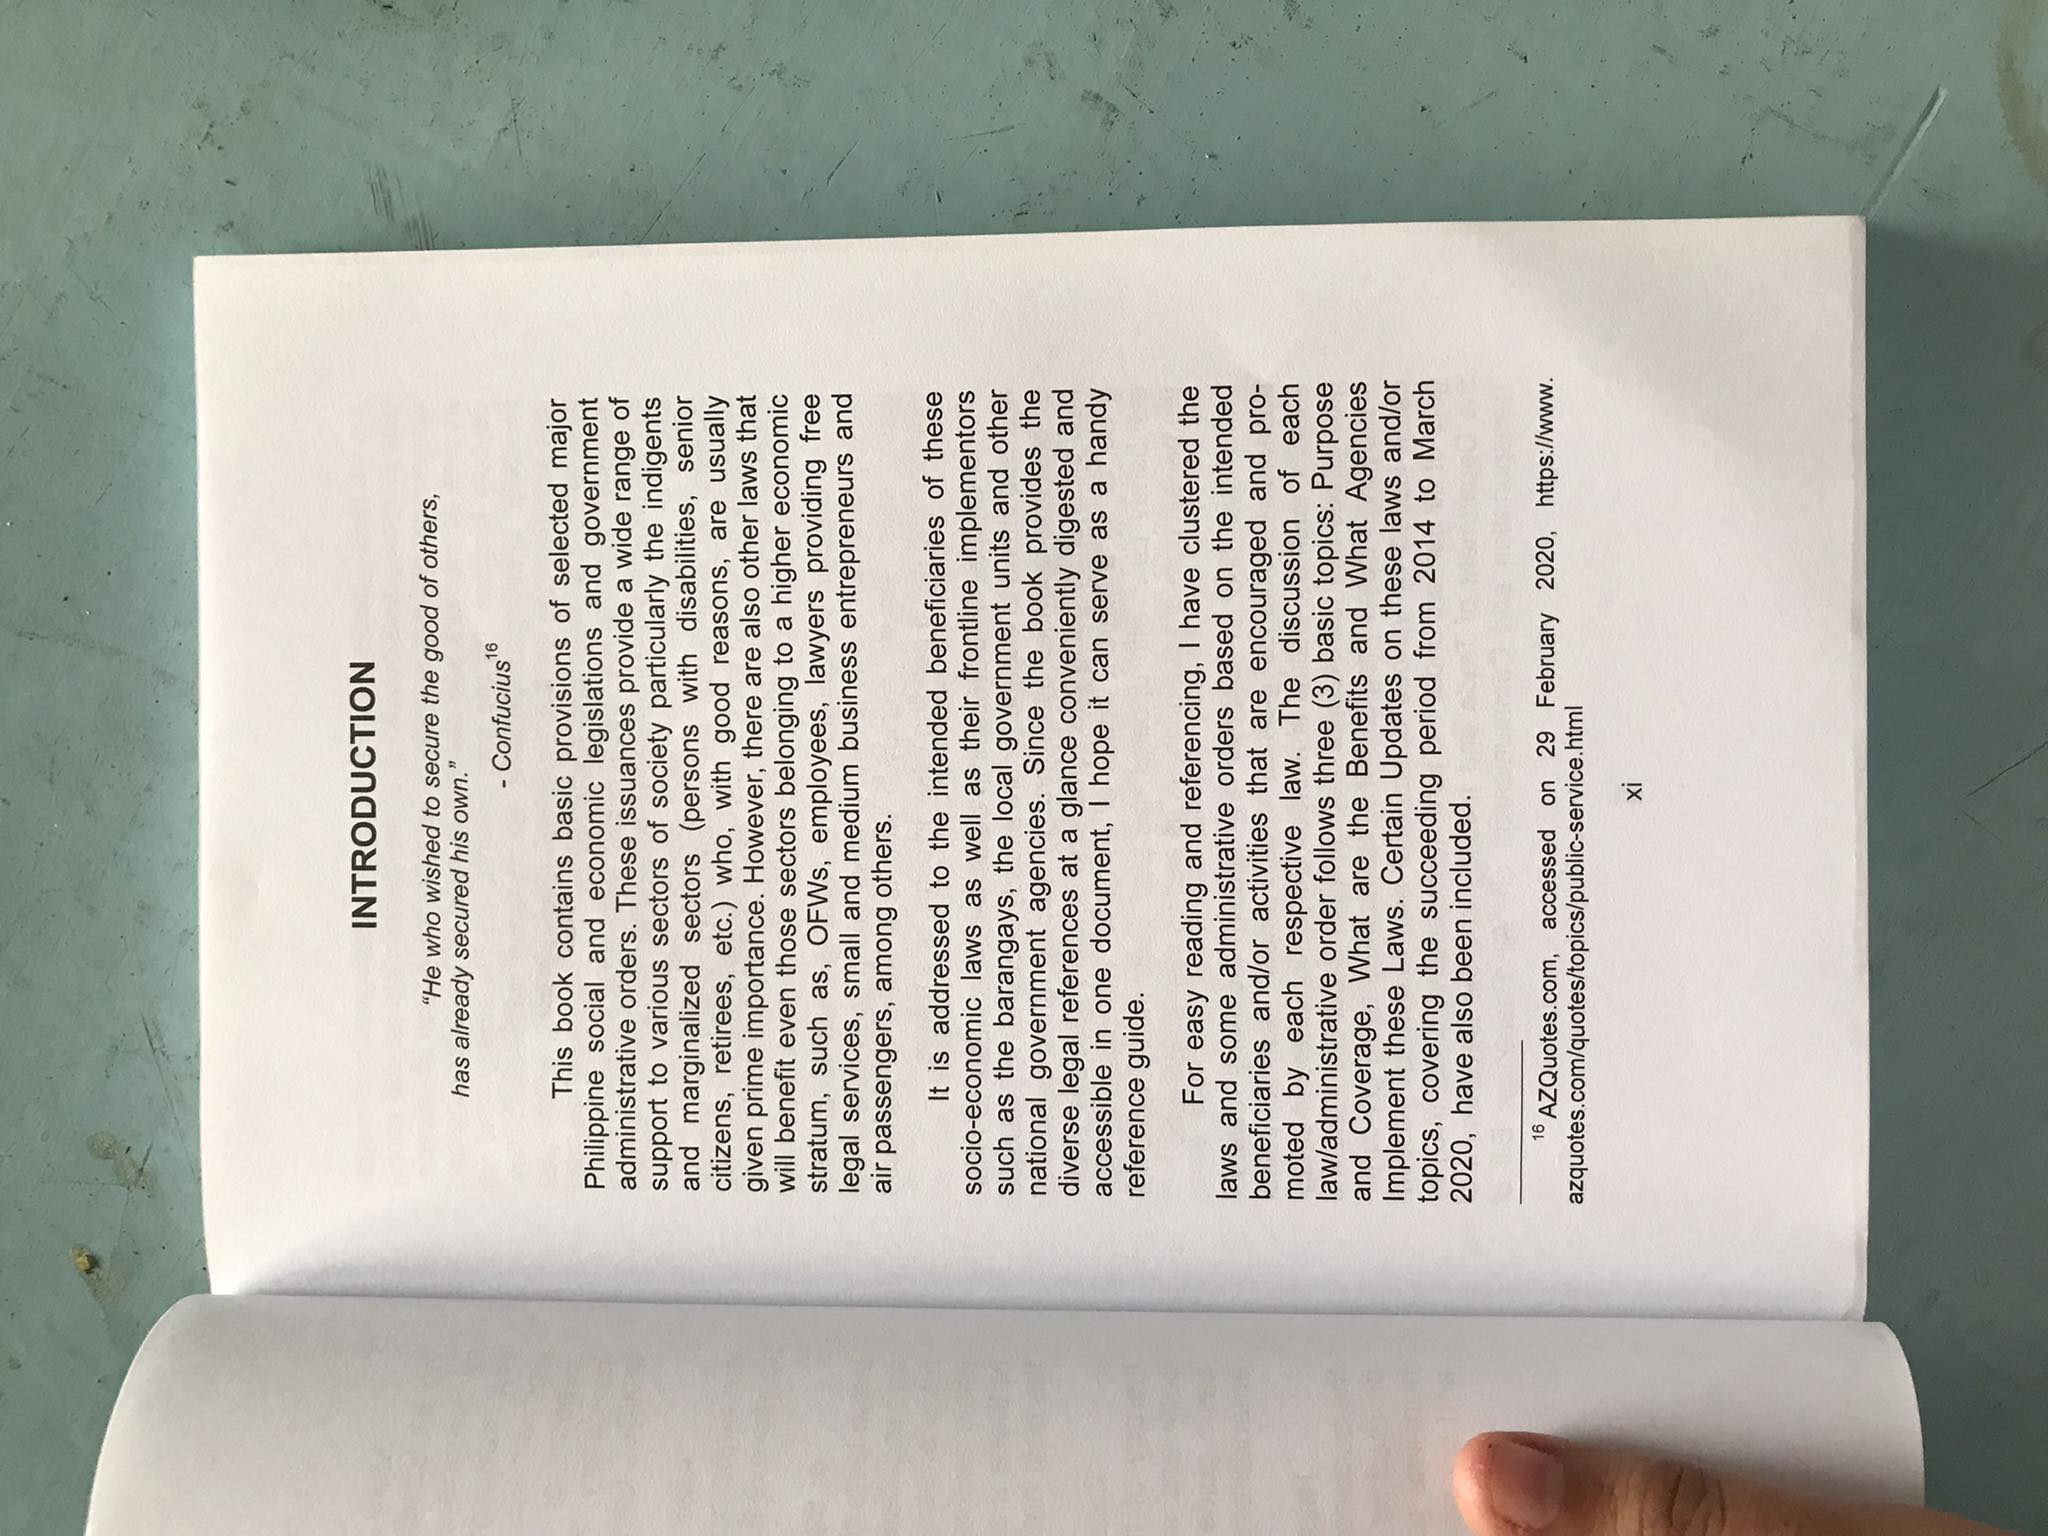 INTRODUCTION
“He who wished to secure the good of others,
has already secured his own.”
- Confucius16
This book contains basic provisions of selected major
Philippine social and economic legislations and government
administrative orders. These issuances provide a wide range of
support to various sectors of society particularly the indigents
and marginalized sectors (persons with disabilities, senior
citizens, retirees, etc.) who, with good reasons, are usually
given prime importance. However, there are also other laws that
will benefit even those sectors belonging to a higher economic
stratum, such as, OFWs, employees, lawyers providing free
legal services, small and medium business entrepreneurs and
air passengers, among others.
It is addressed to the intended beneficiaries of these
socio-economic laws as well as their frontline implementors
such as the barangays, the local government units and other
national government agencies. Since the book provides the
diverse legal references at a glance conveniently digested and
accessible in one document, I hope it can serve as a handy
reference guide.
For easy reading and referencing, I have clustered the
laws and some administrative orders based on the intended
beneficiaries and/or activities that are encouraged and pro-
moted by each respective law. The discussion of each
law/administrative order follows three (3) basic topics: Purpose
and Coverage, What are the Benefits and What Agencies
Implement these Laws. Certain Updates on these laws and/or
topics, covering the succeeding period from 2014 to March
2020, have also been included.
16 AZQuotes.com, accessed on 29 February 2020, https://www.
azquotes.com/quotes/topics/public-service.html
xi